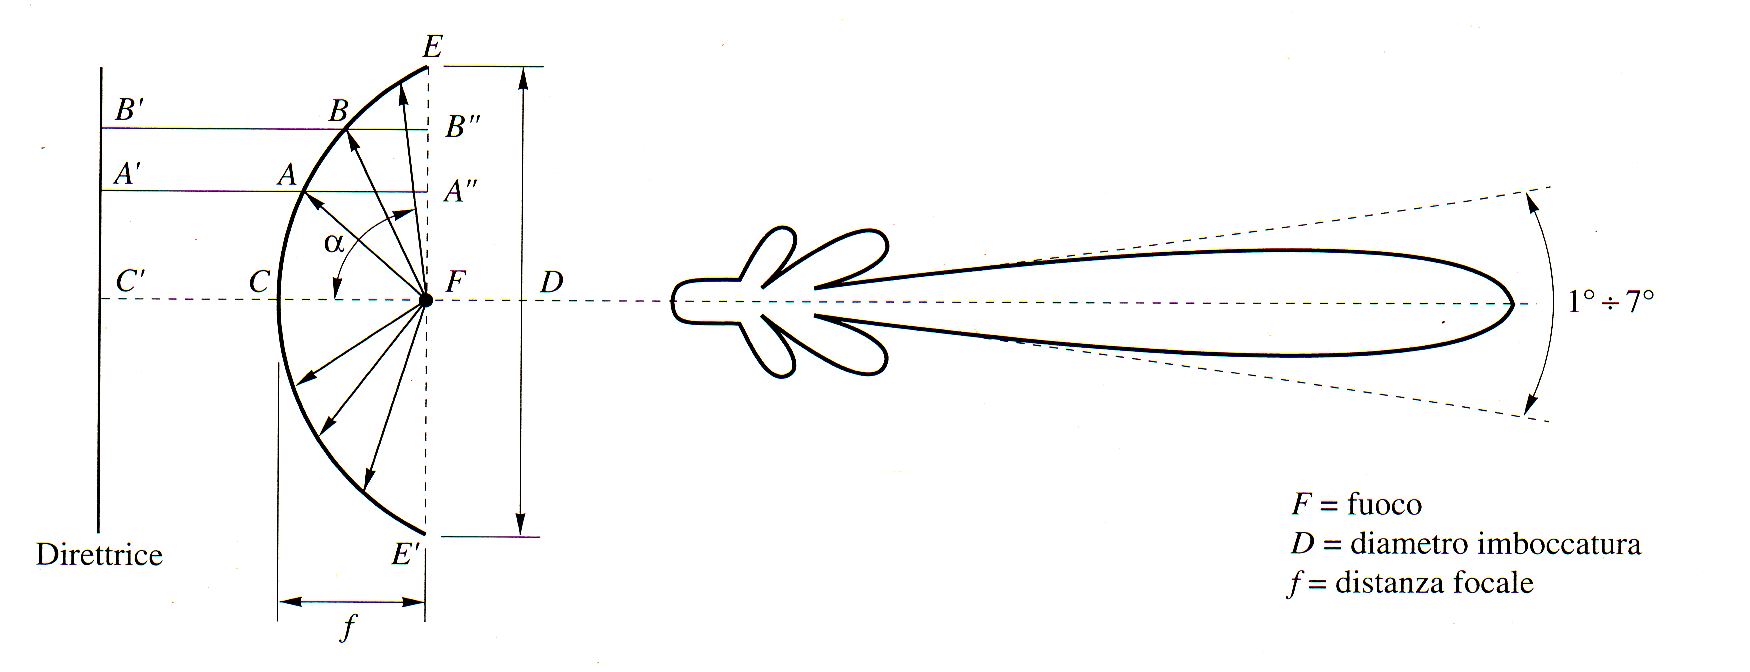 E
B'
B
B"
A'
A
A"
α
C'
C
F
D
1° ÷ 7°
E'
Direttrice
f
F = fuoco
D = diametro imboccatura
f = distanza focale